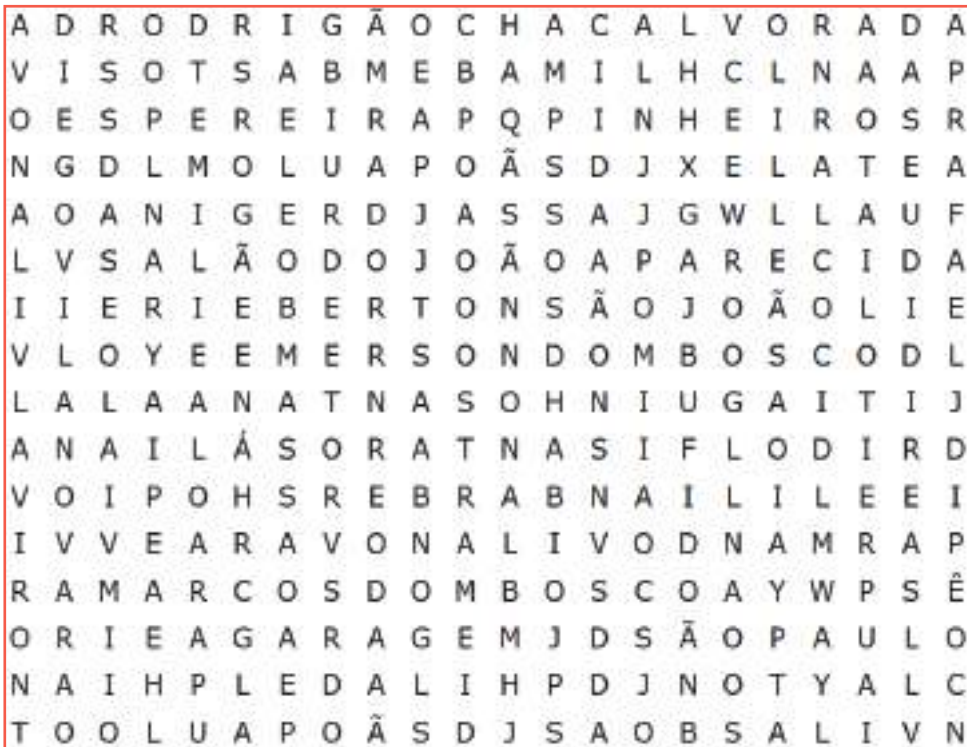 A D R O D R I G Ã O C H A C A L V O R A D A
V I S O T S A B M E B A M I L H C L N A A P
O E S P E R E I R A P Q P I N H E I R O S R
N G D L M O L U A P O Ã S D J X E L A T E A
A O A N I G E R D J A S S A J G W L L A U F
L V S A L Ã O D O J O Ã O A P A R E C I D A
I I E R I E B E R T O N S Ã O J O Ã O L I E
V L O Y E E M E R S O N D O M B O S C O D L
L A L A A N A T N A S O H N I U G A I T I J
A N A I L Á S O R A T N A S I F L O D I R D
V O I P O H S R E B R A B N A I L I L E E I
I V V E A R A V O N A L I V O D N A M R A P
R A M A R C O S D O M B O S C O A Y W P S Ê
O R I E A G A R A G E M J D S Ã O P A U L O
N A I H P L E D A L I H P D J N O T Y A L C
T O O L U A P O Ã S D J S A O B S A L I V N